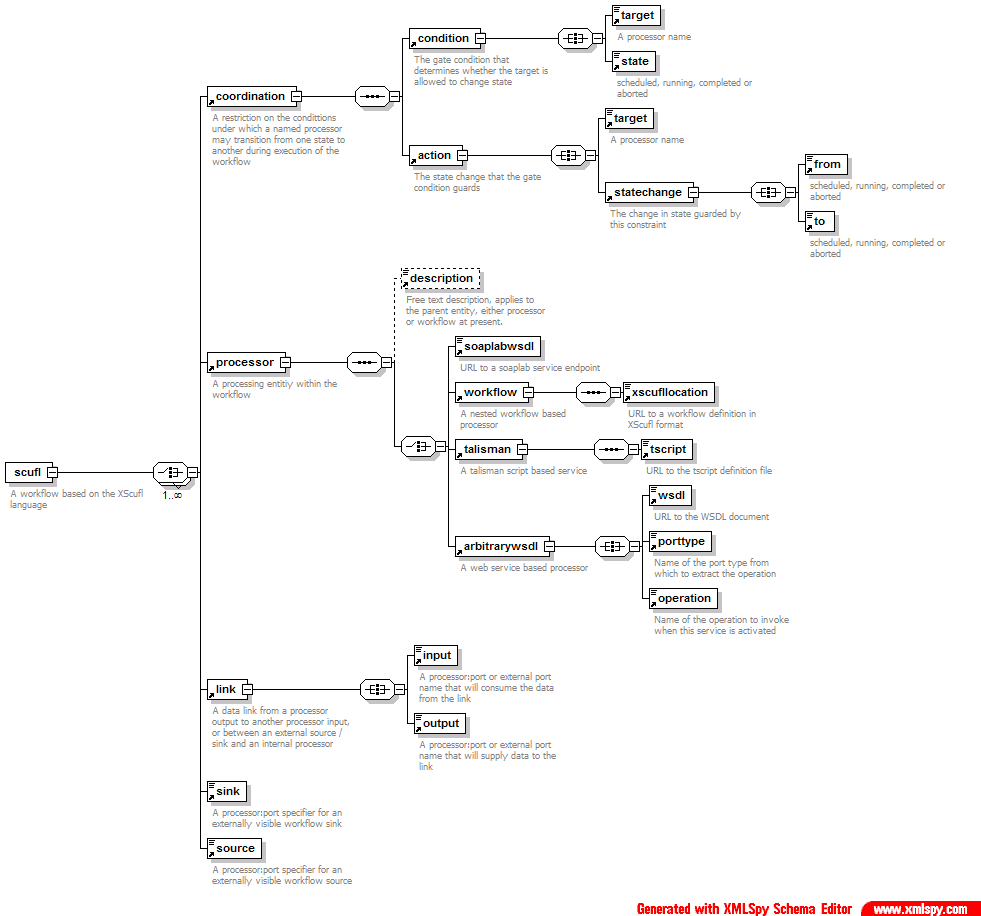 target
A processor name
condition
The gate condition that
determines whether the target is
allowed to change state
state
scheduled, running, completed or
aborted
coordination
A restriction on the condittions
under which a named processor
may transition from one state to
another during execution of the
workflow
target
A processor name
action
The state change that the gate
condition guards
from
scheduled, running, completed or
aborted
statechange
The change in state guarded by
this constraint
to
scheduled, running, completed or
aborted
description
Free text description, applies to
the parent entity, either processor
or workflow at present.
soaplabwsdl
URL to a soaplab service endpoint
processor
A processing entitiy within the
workflow
workflow
A nested workflow based
processor
xscufllocation
URL to a workflow definition in
XScufl format
talisman
A talisman script based service
tscript
URL to the tscript definition file
scufl
A workflow based on the XScufl
language
1..∞
wsdl
URL to the WSDL document
arbitrarywsdl
A web service based processor
porttype
Name of the port type from
which to extract the operation
operation
Name of the operation to invoke
when this service is activated
input
A processor:port or external port
name that will consume the data
from the link
link
A data link from a processor
output to another processor input,
or between an external source /
sink and an internal processor
output
A processor:port or external port
name that will supply data to the
link
sink
A processor:port specifier for an
externally visible workflow sink
source
A processor:port specifier for an
externally visible workflow source
Generated with XMLSpy Schema Editor www.xmlspy.com